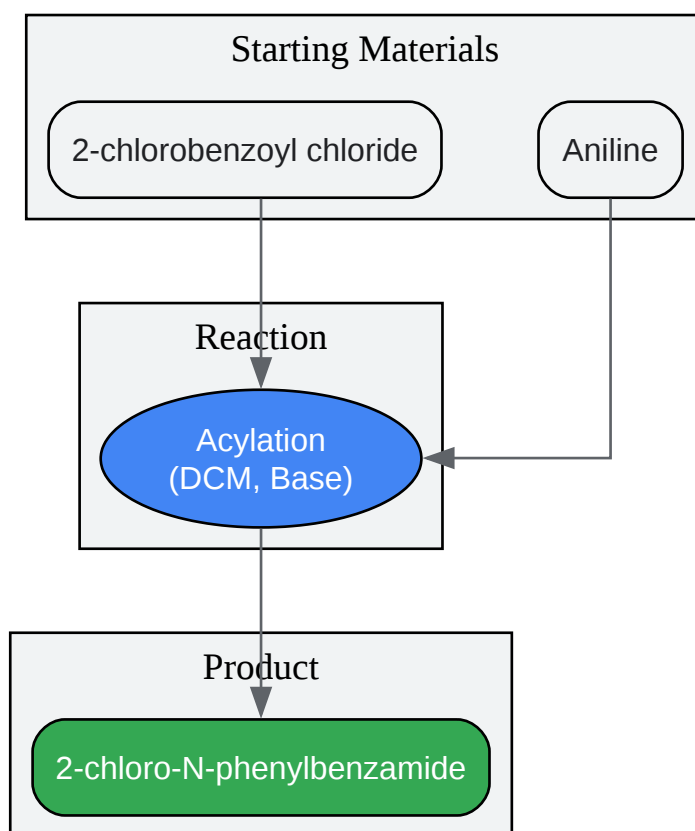 Starting Materials
2-chlorobenzoyl chloride
Aniline
Reaction
Acylation
(DCM, Base)
Product
2-chloro-N-phenylbenzamide